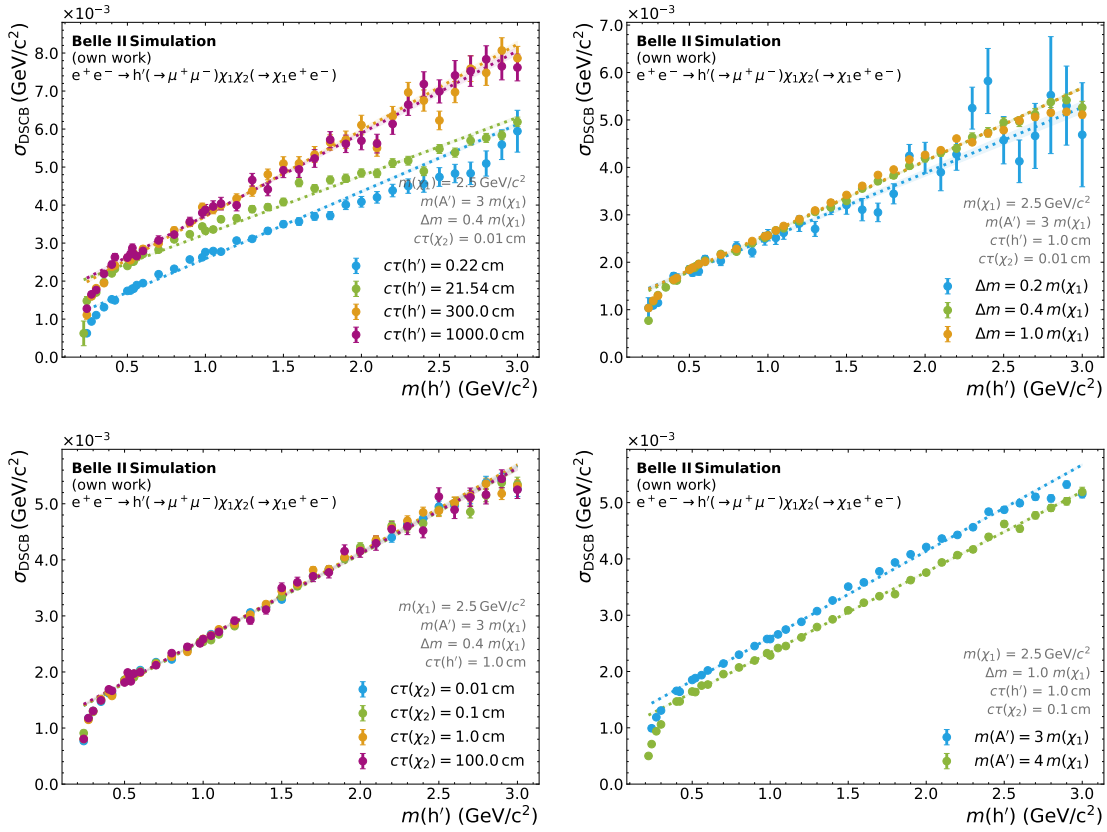 ×10⁻³
Belle II Simulation
(own work)
e⁺e⁻ → h′(→ μ⁺μ⁻)χ₁χ₂(→ χ₁e⁺e⁻)
m(χ₁) = 2.5 GeV/c²
m(A′) = 3 m(χ₁)
Δm = 0.4 m(χ₁)
cτ(χ₂) = 0.01 cm
cτ(h′) = 0.22 cm
cτ(h′) = 21.54 cm
cτ(h′) = 300.0 cm
cτ(h′) = 1000.0 cm
σDSCB (GeV/c²)
8.0
7.0
6.0
5.0
4.0
3.0
2.0
1.0
0.0
0.5 1.0 1.5 2.0 2.5 3.0
m(h′) (GeV/c²)
×10⁻³
Belle II Simulation
(own work)
e⁺e⁻ → h′(→ μ⁺μ⁻)χ₁χ₂(→ χ₁e⁺e⁻)
m(χ₁) = 2.5 GeV/c²
m(A′) = 3 m(χ₁)
cτ(h′) = 1.0 cm
cτ(χ₂) = 0.01 cm
Δm = 0.2 m(χ₁)
Δm = 0.4 m(χ₁)
Δm = 1.0 m(χ₁)
σDSCB (GeV/c²)
7.0
6.0
5.0
4.0
3.0
2.0
1.0
0.0
0.5 1.0 1.5 2.0 2.5 3.0
m(h′) (GeV/c²)
×10⁻³
Belle II Simulation
(own work)
e⁺e⁻ → h′(→ μ⁺μ⁻)χ₁χ₂(→ χ₁e⁺e⁻)
m(χ₁) = 2.5 GeV/c²
m(A′) = 3 m(χ₁)
Δm = 0.4 m(χ₁)
cτ(h′) = 1.0 cm
cτ(χ₂) = 0.01 cm
cτ(χ₂) = 0.1 cm
cτ(χ₂) = 1.0 cm
cτ(χ₂) = 100.0 cm
σDSCB (GeV/c²)
5.0
4.0
3.0
2.0
1.0
0.0
0.5 1.0 1.5 2.0 2.5 3.0
m(h′) (GeV/c²)
×10⁻³
Belle II Simulation
(own work)
e⁺e⁻ → h′(→ μ⁺μ⁻)χ₁χ₂(→ χ₁e⁺e⁻)
m(χ₁) = 2.5 GeV/c²
Δm = 1.0 m(χ₁)
cτ(h′) = 1.0 cm
cτ(χ₂) = 0.1 cm
m(A′) = 3 m(χ₁)
m(A′) = 4 m(χ₁)
σDSCB (GeV/c²)
5.0
4.0
3.0
2.0
1.0
0.0
0.5 1.0 1.5 2.0 2.5 3.0
m(h′) (GeV/c²)